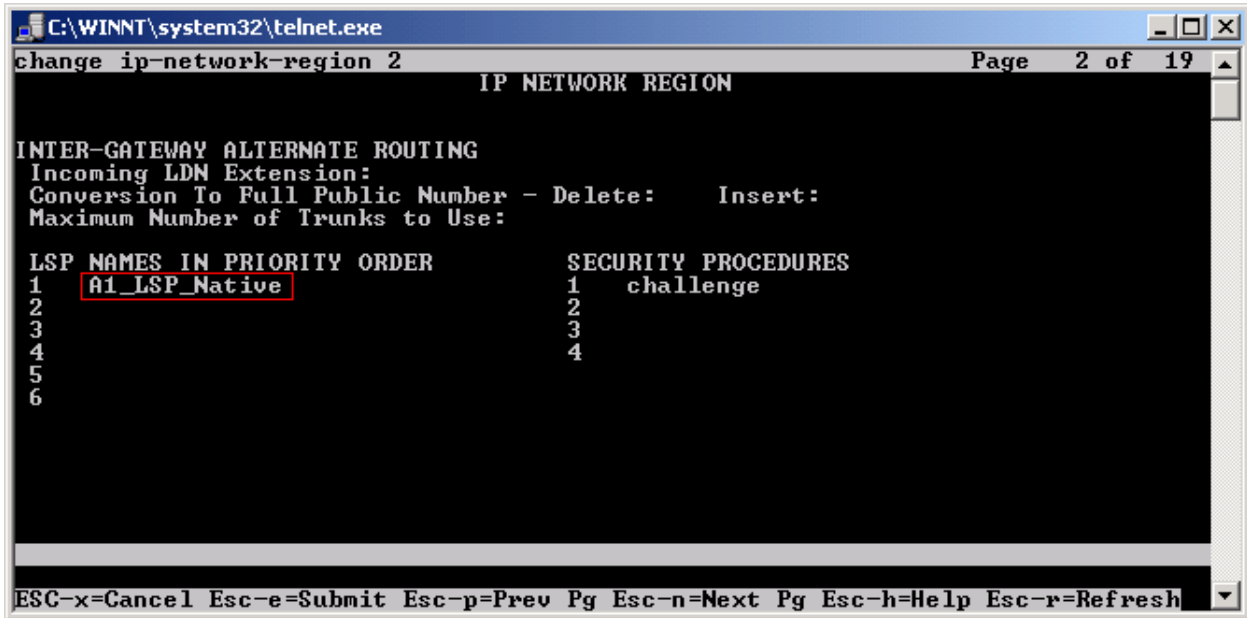 C:\WINNT\system32\telnet.exe
change ip-network-region 2 Page 2 of 19
IP NETWORK REGION
INTER-GATEWAY ALTERNATE ROUTING
Incoming LDN Extension:
Conversion To Full Public Number - Delete: Insert:
Maximum Number of Trunks to Use:
LSP NAMES IN PRIORITY ORDER SECURITY PROCEDURES
1 A1_LSP_Native 1 challenge
2 2
3 3
4 4
5
6
ESC-x=Cancel Esc-e=Submit Esc-p=Prev Pg Esc-n=Next Pg Esc-h=Help Esc-r=Refresh